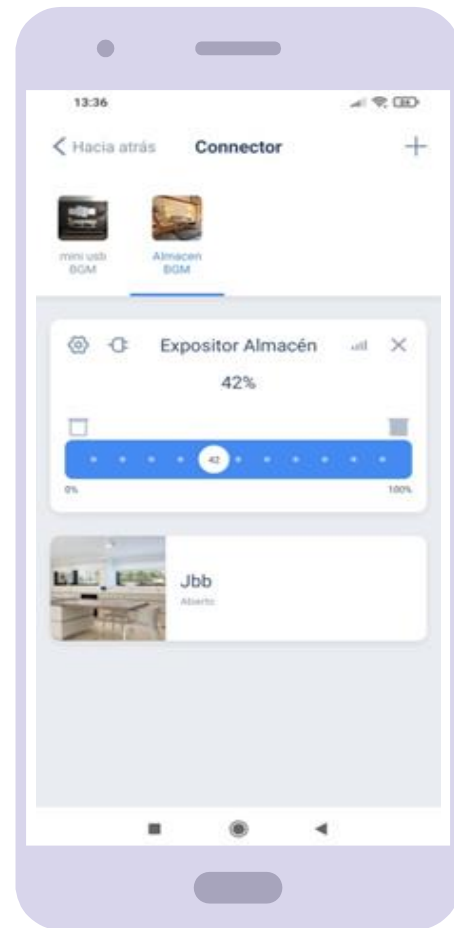 13:36
Hacia atrás
Connector
mini usb
BGM
Almacen
BGM
Expositor Almacén
42%
42
0%
100%
Jbb
Abierto